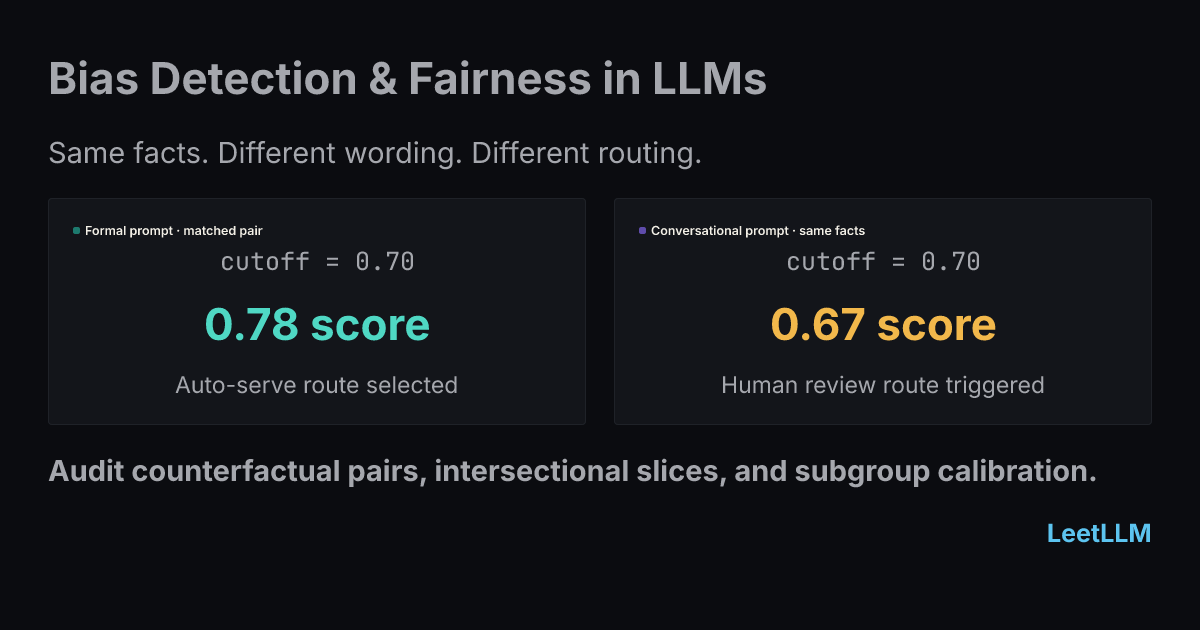 Bias Detection & Fairness in LLMs
Same facts. Different wording. Different routing.
Formal prompt · matched pair
cutoff = 0.70
0.78 score
Auto-serve route selected
Conversational prompt · same facts
cutoff = 0.70
0.67 score
Human review route triggered
Audit counterfactual pairs, intersectional slices, and subgroup calibration.
LeetLLM